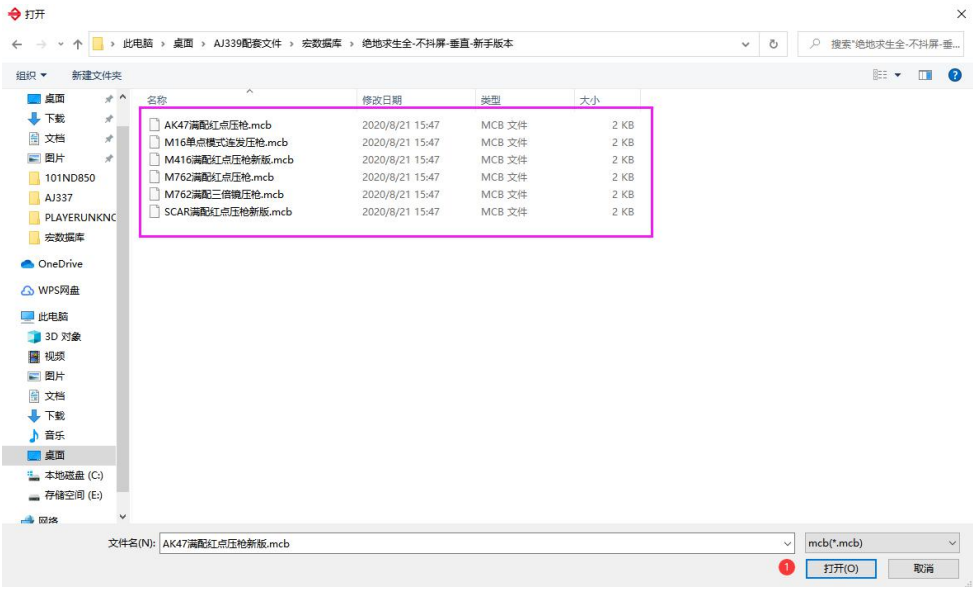 打开
此电脑 › 桌面 › AJ339配套文件 › 宏数据库 › 绝地求生全-不抖屏-垂直-新手版本
搜索"绝地求生全-不抖屏-垂...
组织 新建文件夹
名称 修改日期 类型 大小
AK47满配红点压枪.mcb 2020/8/21 15:47 MCB 文件 2 KB
M16单点模式连发压枪.mcb 2020/8/21 15:47 MCB 文件 2 KB
M416满配红点压枪新版.mcb 2020/8/21 15:47 MCB 文件 2 KB
M762满配红点压枪.mcb 2020/8/21 15:47 MCB 文件 2 KB
M762满配三倍镜压枪.mcb 2020/8/21 15:47 MCB 文件 2 KB
SCAR满配红点压枪新版.mcb 2020/8/21 15:47 MCB 文件 2 KB
桌面
下载
文档
图片
101ND850
AJ337
PLAYERUNKNC
宏数据库
OneDrive
WPS网盘
此电脑
3D 对象
视频
图片
文档
下载
音乐
桌面
本地磁盘 (C:)
存储空间 (E:)
网络
文件名(N): AK47满配红点压枪新版.mcb mcb(*.mcb)
1 打开(O) 取消